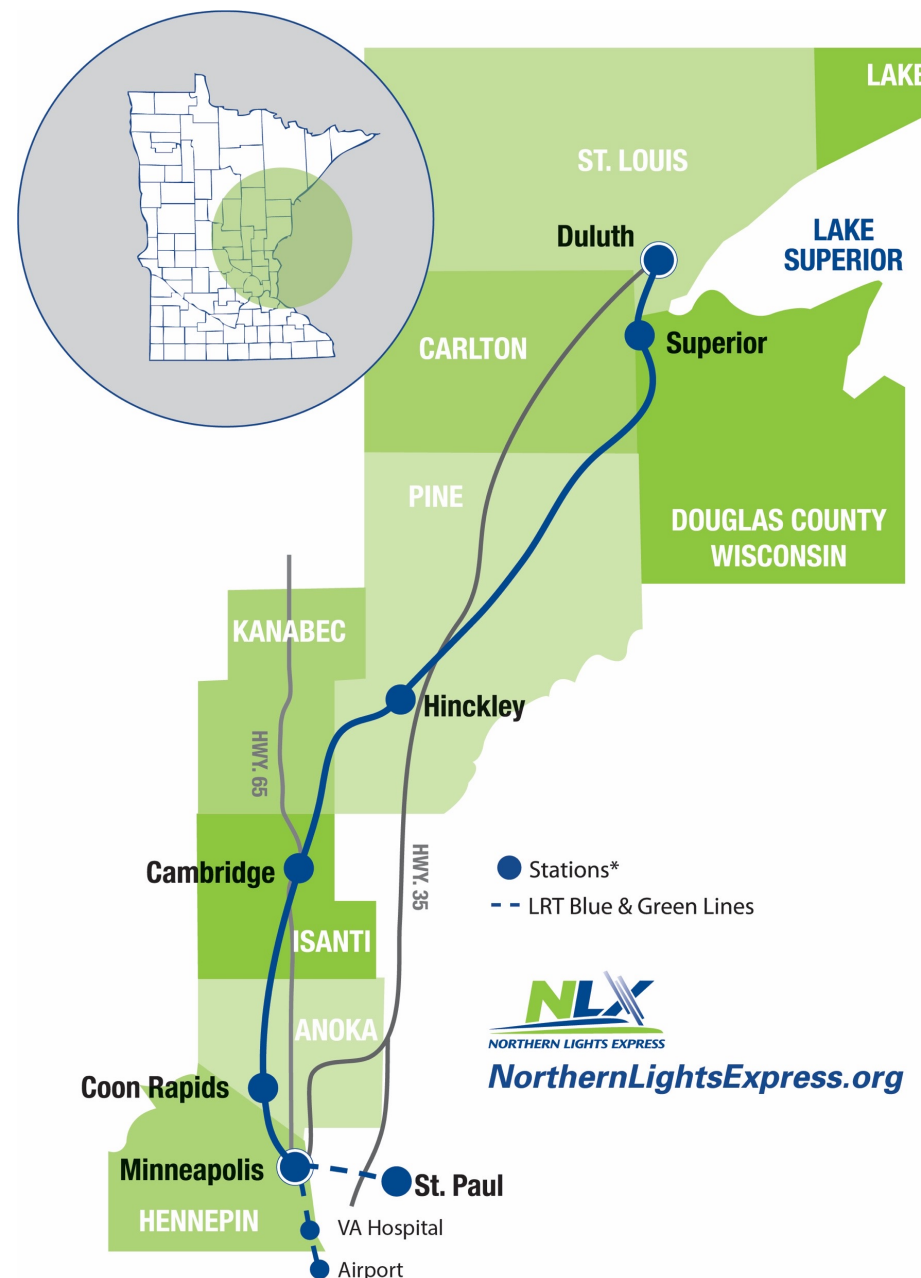 LAKE
ST. LOUIS
Duluth
LAKE
SUPERIOR
CARLTON
Superior
PINE
DOUGLAS COUNTY
WISCONSIN
KANABEC
Hinckley
HWY. 65
Cambridge
HWY. 35
Stations*
LRT Blue & Green Lines
ISANTI
NLX
NORTHERN LIGHTS EXPRESS
ANOKA
NorthernLightsExpress.org
Coon Rapids
Minneapolis
St. Paul
HENNEPIN
VA Hospital
Airport